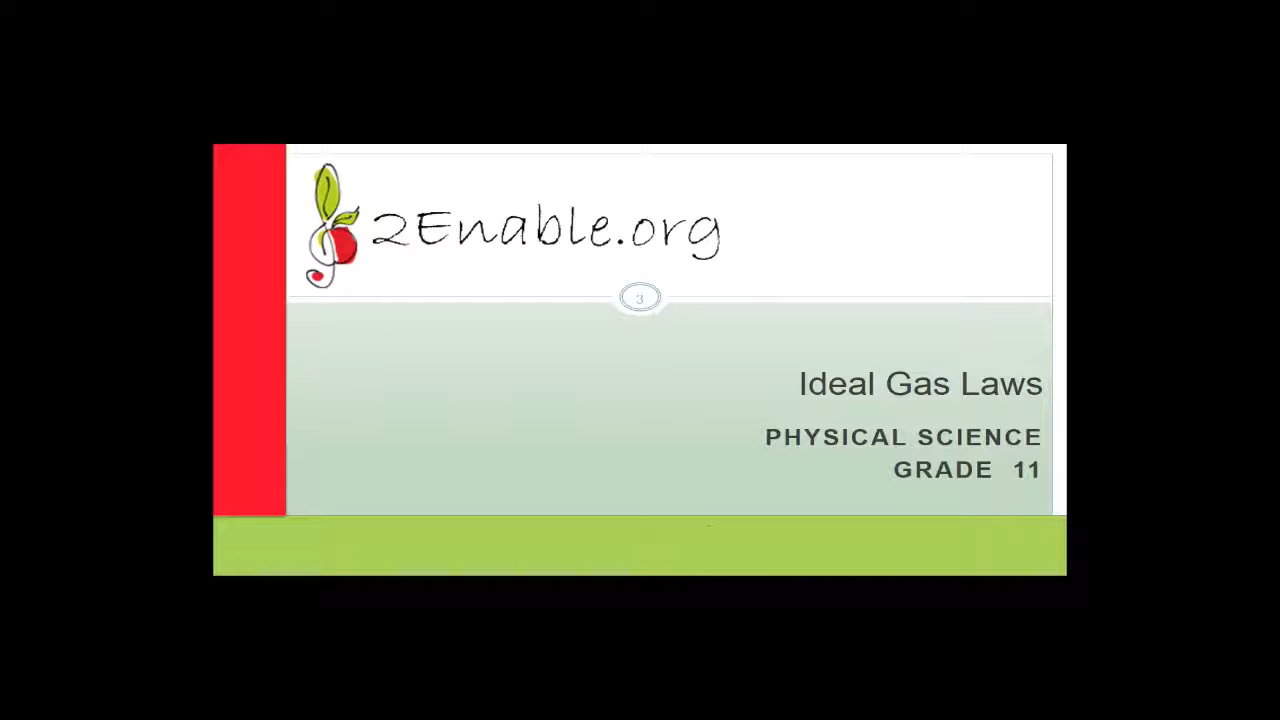 2Enable.org
3
Ideal Gas Laws
PHYSICAL SCIENCE
GRADE 11